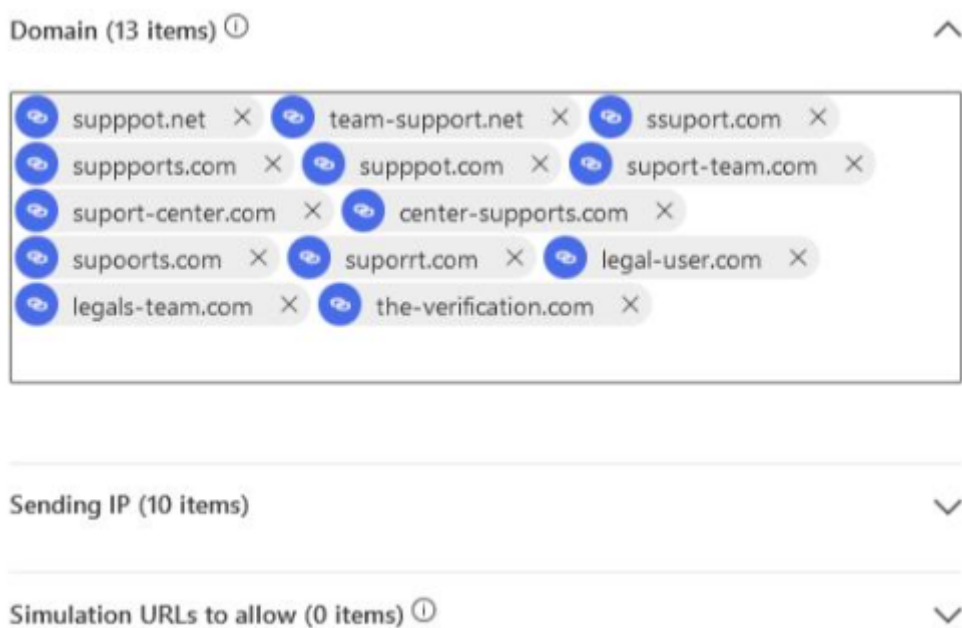 Domain (13 items)
supppot.net team-support.net ssuport.com
suppports.com supppot.com suport-team.com
suport-center.com center-supports.com
supoorts.com suporrt.com legal-user.com
legals-team.com the-verification.com
Sending IP (10 items)
Simulation URLs to allow (0 items)